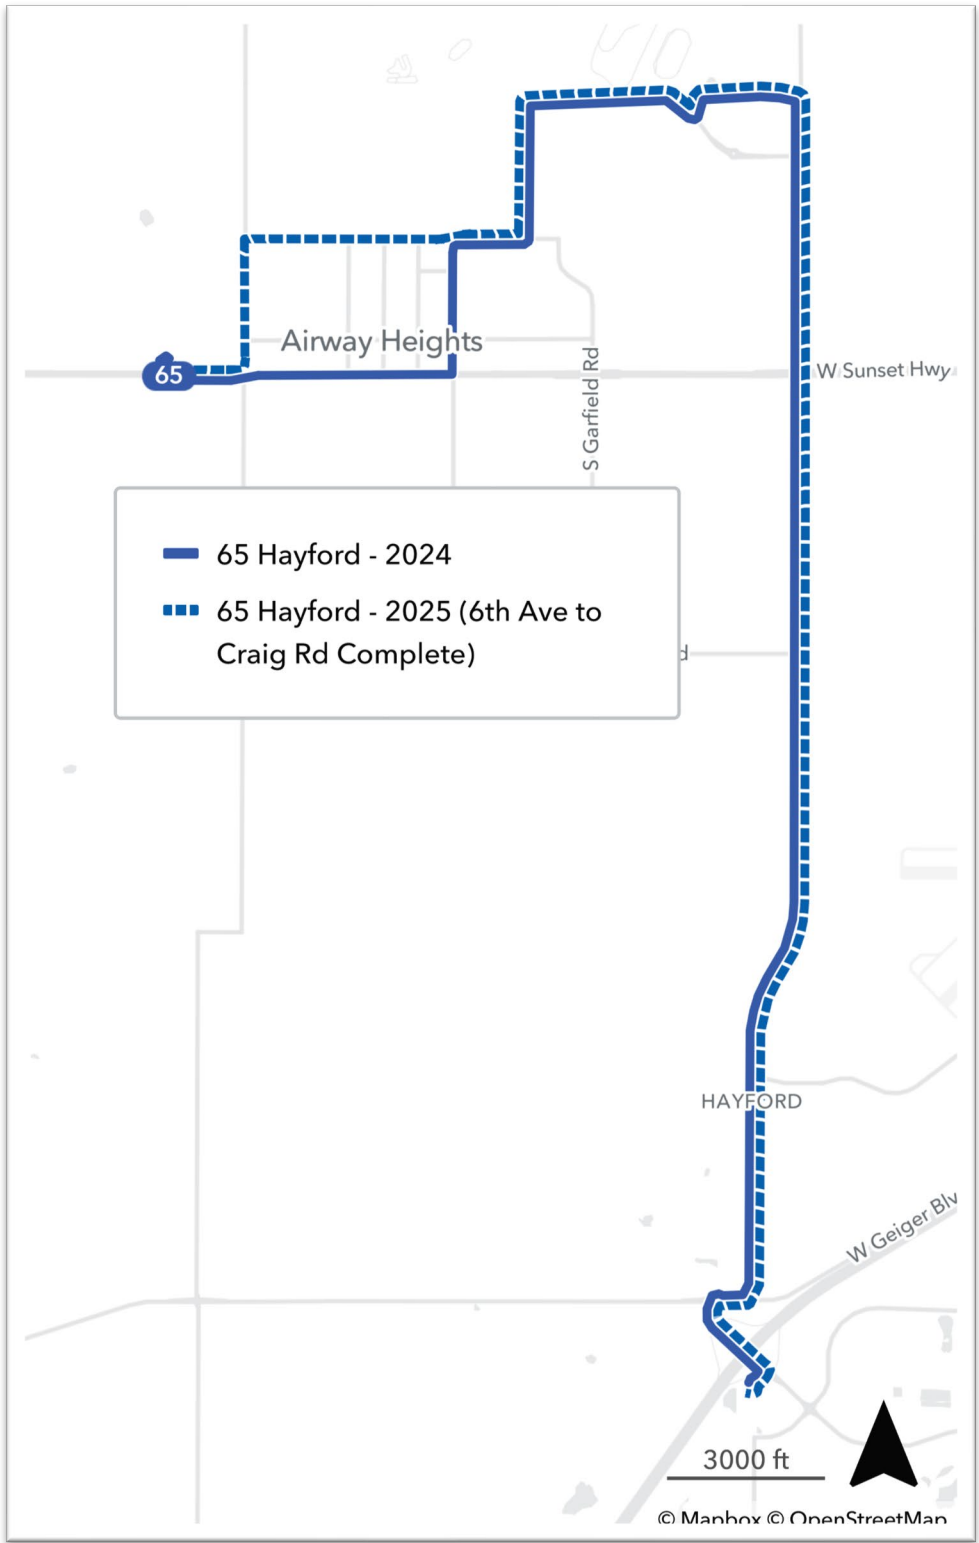 Airway Heights
65
W Sunset Hwy
S Garfield Rd
65 Hayford - 2024
65 Hayford - 2025 (6th Ave to
Craig Rd Complete)
d
HAYFORD
W Geiger Blv
3000 ft
© Mapbox © OpenStreetMap